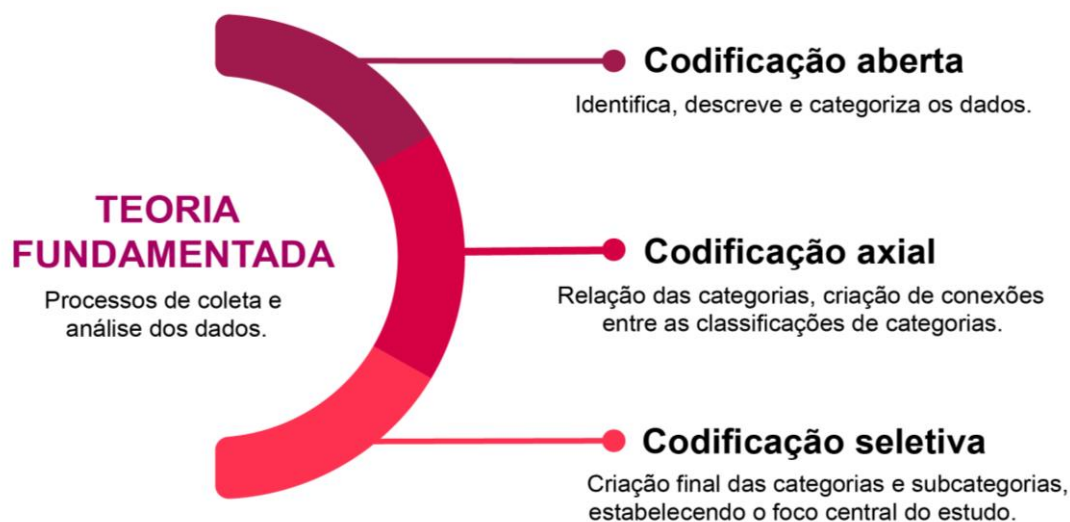 TEORIA
FUNDAMENTADA
Processos de coleta e
análise dos dados.
Codificação aberta
Identifica, descreve e categoriza os dados.
Codificação axial
Relação das categorias, criação de conexões
entre as classificações de categorias.
Codificação seletiva
Criação final das categorias e subcategorias,
estabelecendo o foco central do estudo.